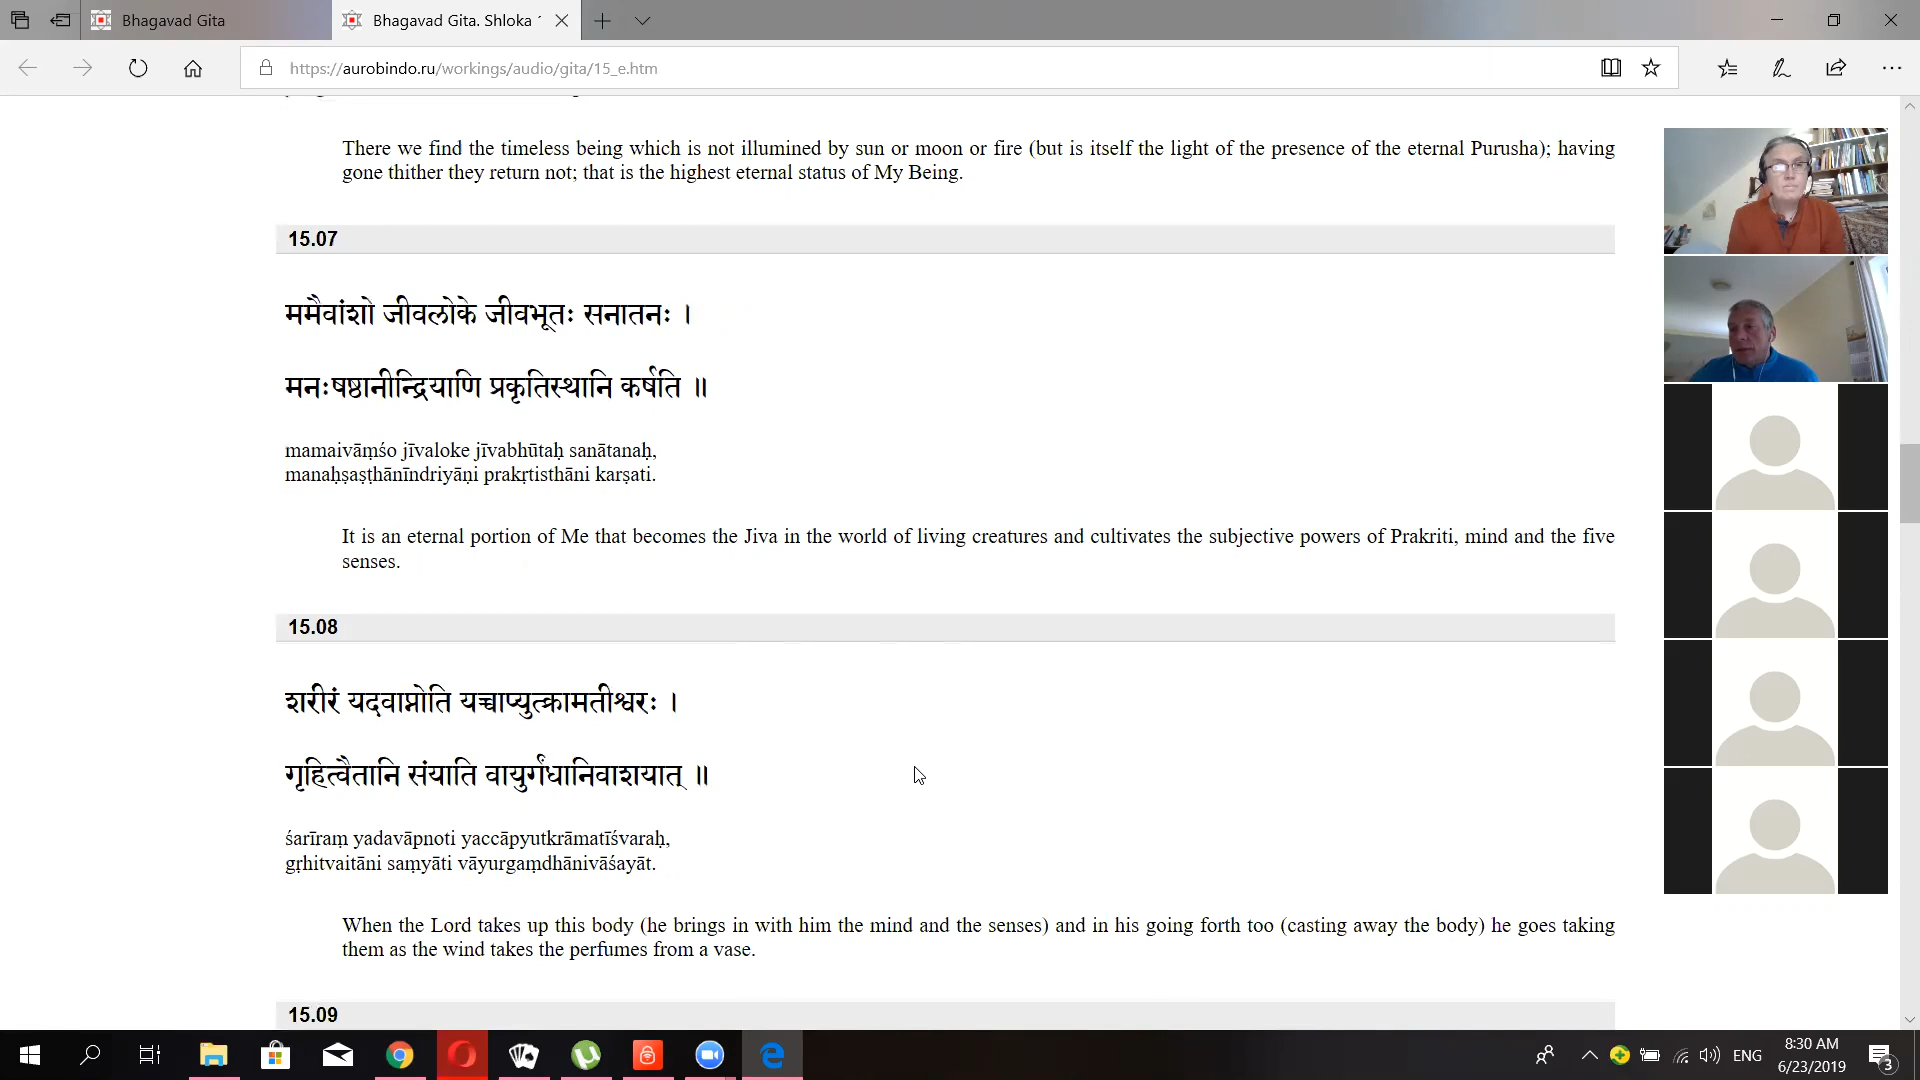 Bhagavad Gita
Bhagavad Gita. Shloka
https://aurobindo.ru/workings/audio/gita/15_e.htm
There we find the timeless being which is not illumined by sun or moon or fire (but is itself the light of the presence of the eternal Purusha); having
gone thither they return not; that is the highest eternal status of My Being.
15.07
ममैवांशो जीवलोके जीवभूतः सनातनः ।
मनःषष्ठानीन्द्रियाणि प्रकृतिस्थानि कर्षति ॥
mamaivāṃśo jīvaloke jīvabhūtaḥ sanātanaḥ,
manaḥṣaṣṭhānīndriyāṇi prakṛtisthāni karṣati.
It is an eternal portion of Me that becomes the Jiva in the world of living creatures and cultivates the subjective powers of Prakriti, mind and the five
senses.
15.08
शरीरं यदवाप्नोति यच्चाप्युत्क्रामतीश्वरः ।
गृहित्वैतानि संयाति वायुर्गंधानिवाशयात् ॥
śarīraṃ yadavāpnoti yaccāpyutkrāmatīśvaraḥ,
gṛhitvaitāni saṃyāti vāyurgaṃdhānivāśayāt.
When the Lord takes up this body (he brings in with him the mind and the senses) and in his going forth too (casting away the body) he goes taking
them as the wind takes the perfumes from a vase.
15.09
ENG
8:30 AM
6/23/2019
3